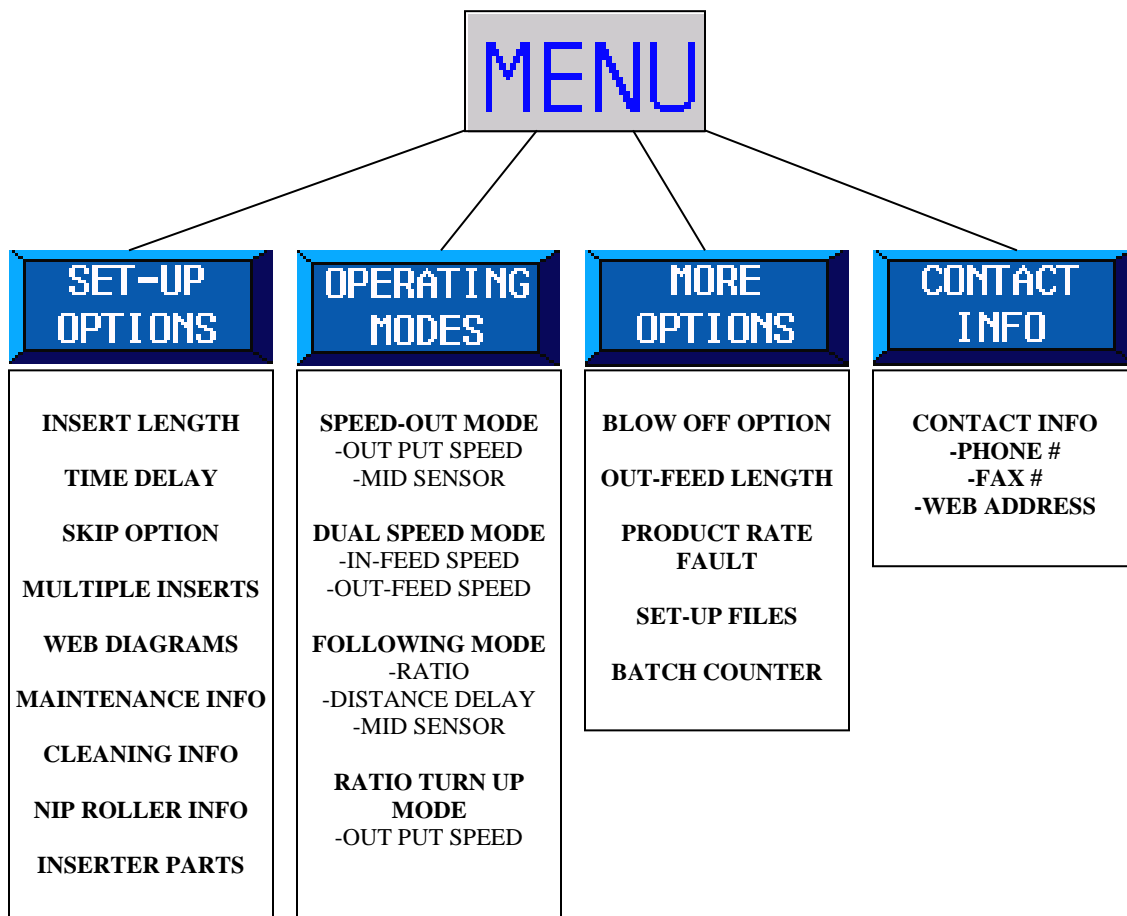 MENU
SET-UP
OPTIONS
INSERT LENGTH
TIME DELAY
SKIP OPTION
MULTIPLE INSERTS
WEB DIAGRAMS
MAINTENANCE INFO
CLEANING INFO
NIP ROLLER INFO
INSERTER PARTS
OPERATING
MODES
SPEED-OUT MODE
-OUT PUT SPEED
-MID SENSOR
DUAL SPEED MODE
-IN-FEED SPEED
-OUT-FEED SPEED
FOLLOWING MODE
-RATIO
-DISTANCE DELAY
-MID SENSOR
RATIO TURN UP
MODE
-OUT PUT SPEED
MORE
OPTIONS
BLOW OFF OPTION
OUT-FEED LENGTH
PRODUCT RATE
FAULT
SET-UP FILES
BATCH COUNTER
CONTACT
INFO
CONTACT INFO
-PHONE #
-FAX #
-WEB ADDRESS